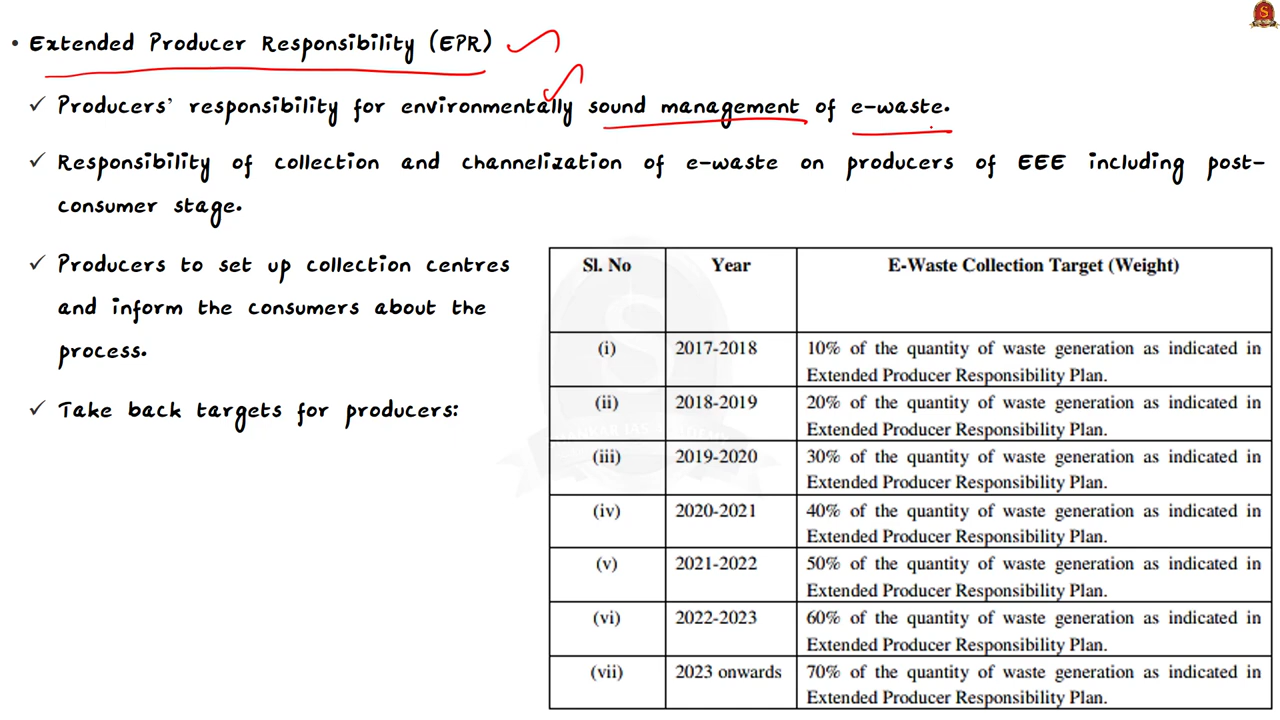 • Extended Producer Responsibility (EPR)
✓ Producers' responsibility for environmentally sound management of e-waste.
✓ Responsibility of collection and channelization of e-waste on producers of EEE including post-
consumer stage.
✓ Producers to set up collection centres
and inform the consumers about the
process.
✓ Take back targets for producers:
Sl. No Year E-Waste Collection Target (Weight)
(i) 2017-2018 10% of the quantity of waste generation as indicated in
Extended Producer Responsibility Plan.
(ii) 2018-2019 20% of the quantity of waste generation as indicated in
Extended Producer Responsibility Plan.
(iii) 2019-2020 30% of the quantity of waste generation as indicated in
Extended Producer Responsibility Plan.
(iv) 2020-2021 40% of the quantity of waste generation as indicated in
Extended Producer Responsibility Plan.
(v) 2021-2022 50% of the quantity of waste generation as indicated in
Extended Producer Responsibility Plan.
(vi) 2022-2023 60% of the quantity of waste generation as indicated in
Extended Producer Responsibility Plan.
(vii) 2023 onwards 70% of the quantity of waste generation as indicated in
Extended Producer Responsibility Plan.